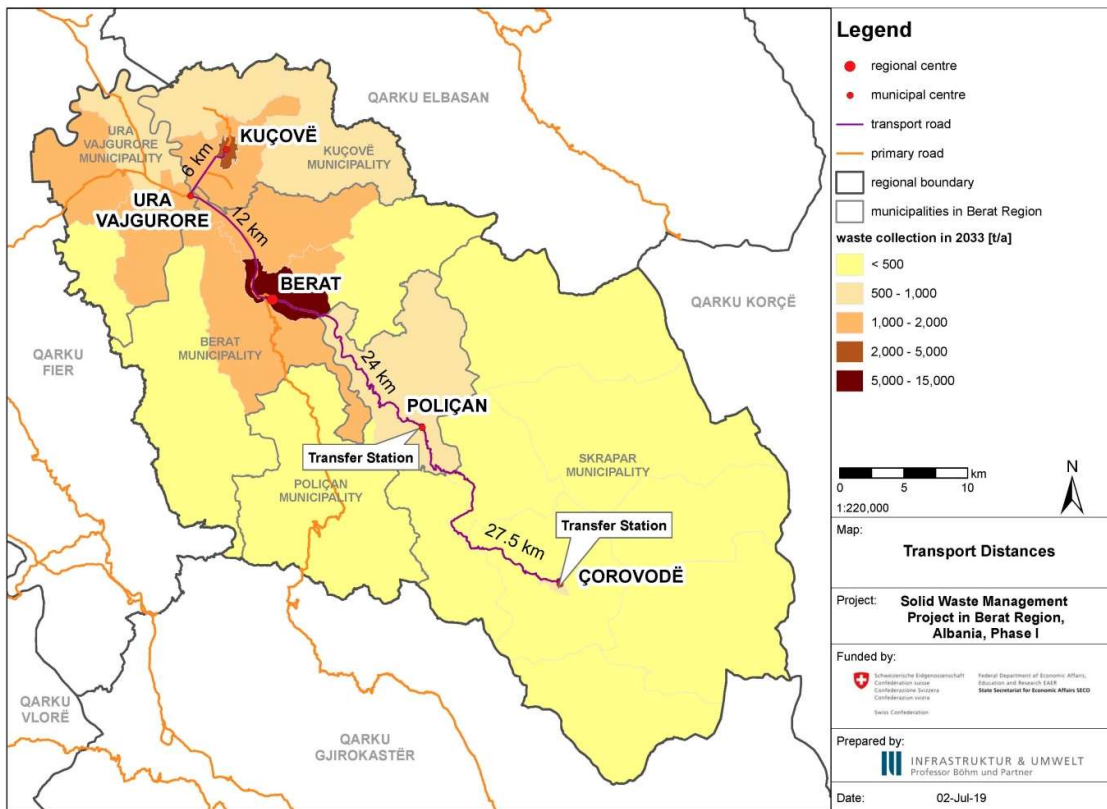 QARKU ELBASAN
KUÇOVË
URA
VAJGURORE
MUNICIPALITY
KUÇOVË
MUNICIPALITY
6 km
URA
VAJGURORE
12 km
BERAT
QARKU KORÇË
BERAT
MUNICIPALITY
QARKU
FIER
24 km
POLIÇAN
Transfer Station
SKRAPAR
MUNICIPALITY
POLIÇAN
MUNICIPALITY
27.5 km
Transfer Station
ÇOROVODË
QARKU
VLORË
QARKU
GJIROKASTËR
Legend
regional centre
municipal centre
transport road
primary road
regional boundary
municipalities in Berat Region
waste collection in 2033 [t/a]
< 500
500 - 1,000
1,000 - 2,000
2,000 - 5,000
5,000 - 15,000
km
0 5 10
1:220,000
N
Map:
Transport Distances
Project: Solid Waste Management
Project in Berat Region,
Albania, Phase I
Funded by:
Schweizerische Eidgenossenschaft
Confédération suisse
Confederazione Svizzera
Confederaziun svizra
Swiss Confederation
Federal Department of Economic Affairs,
Education and Research EAER
State Secretariat for Economic Affairs SECO
Prepared by:
INFRASTRUKTUR & UMWELT
Professor Böhm und Partner
Date: 02-Jul-19